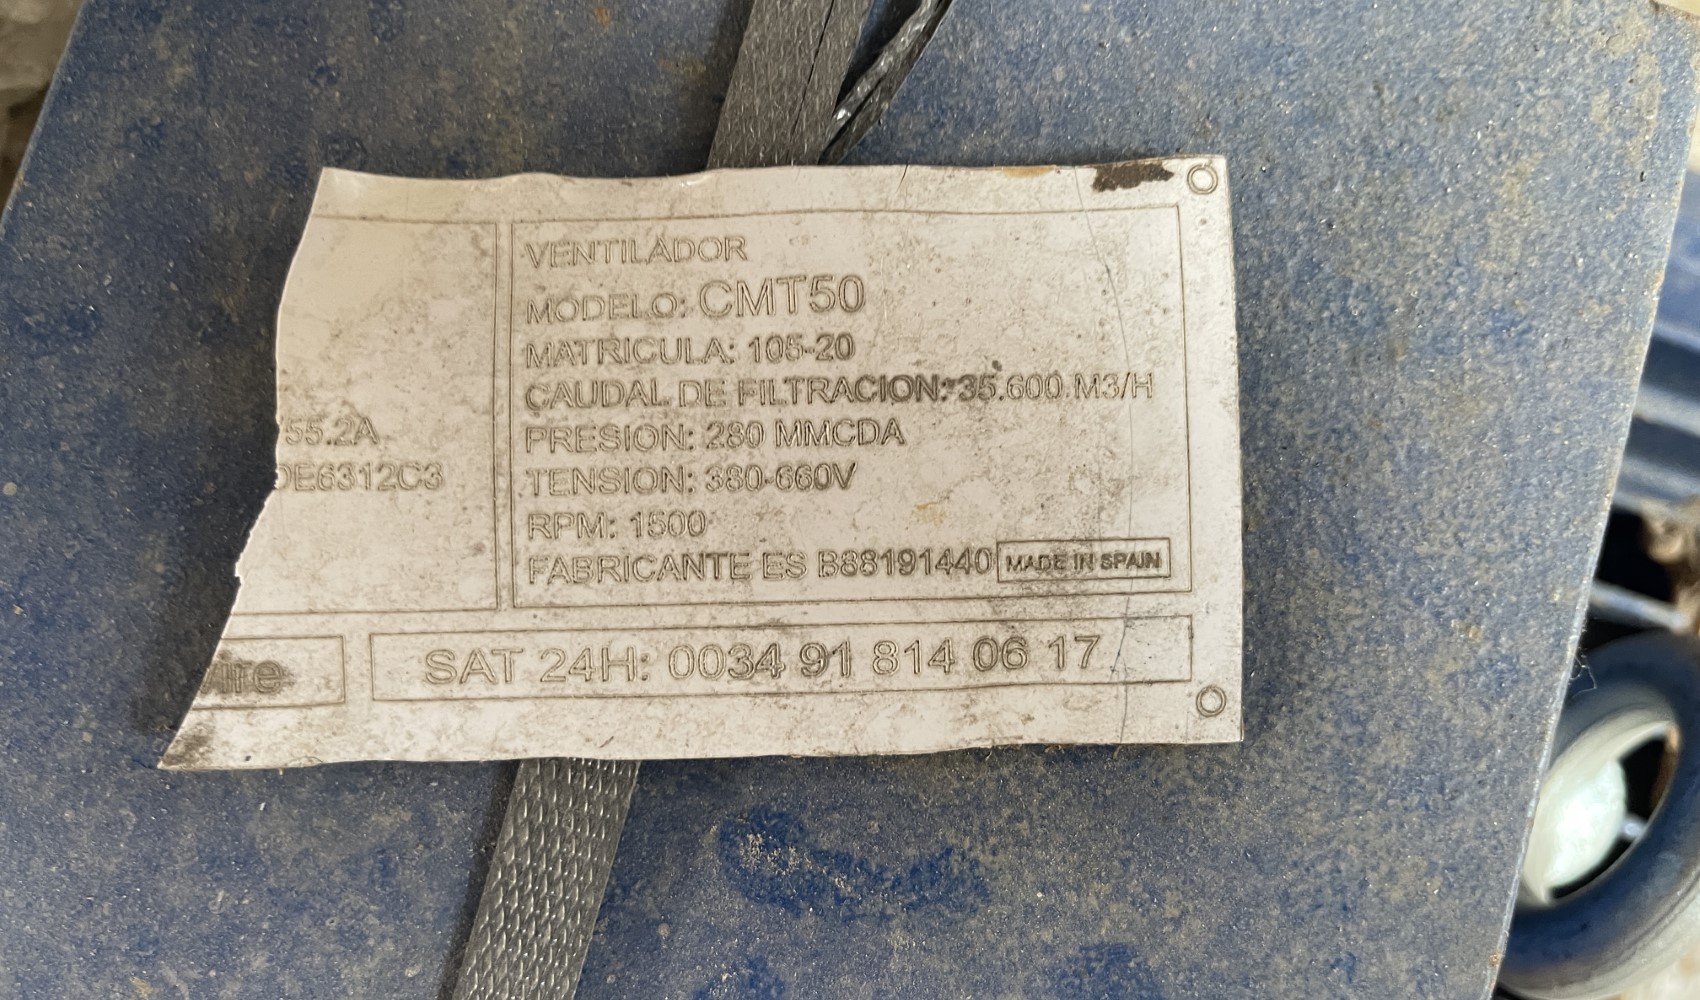 55.2A
DE6312C3
VENTILADOR
MODELO: CMT50
MATRICULA: 105-20
CAUDAL DE FILTRACION: 35.600 M3/H
PRESION: 280 MMCDA
TENSION: 380-660V
RPM: 1500
FABRICANTE ES B88191440 MADE IN SPAIN
ire
SAT 24H: 0034 91 814 06 17